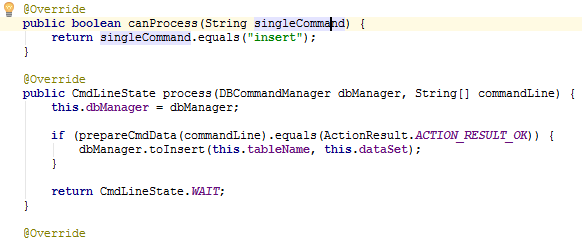 @Override
public boolean canProcess(String singleCommand) {
return singleCommand.equals("insert");
}
@Override
public CmdLineState process(DBCommandManager dbManager, String[] commandLine) {
this.dbManager = dbManager;
if (prepareCmdData(commandLine).equals(ActionResult.ACTION_RESULT_OK)) {
dbManager.toInsert(this.tableName, this.dataSet);
}
return CmdLineState.WAIT;
}
@Override